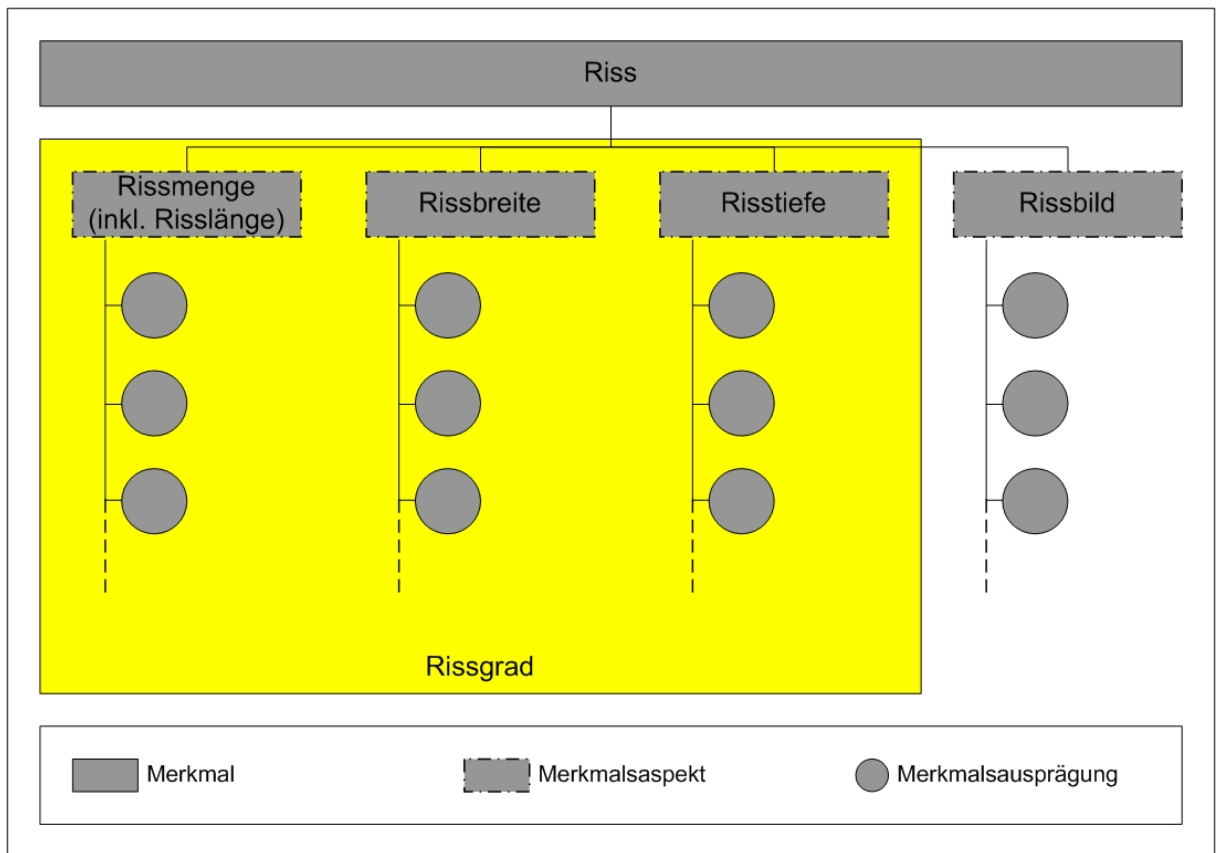 Riss
Rissmenge
(inkl. Risslänge)
Rissbreite
Risstiefe
Rissbild
Rissgrad
Merkmal
Merkmalsaspekt
Merkmalsausprägung